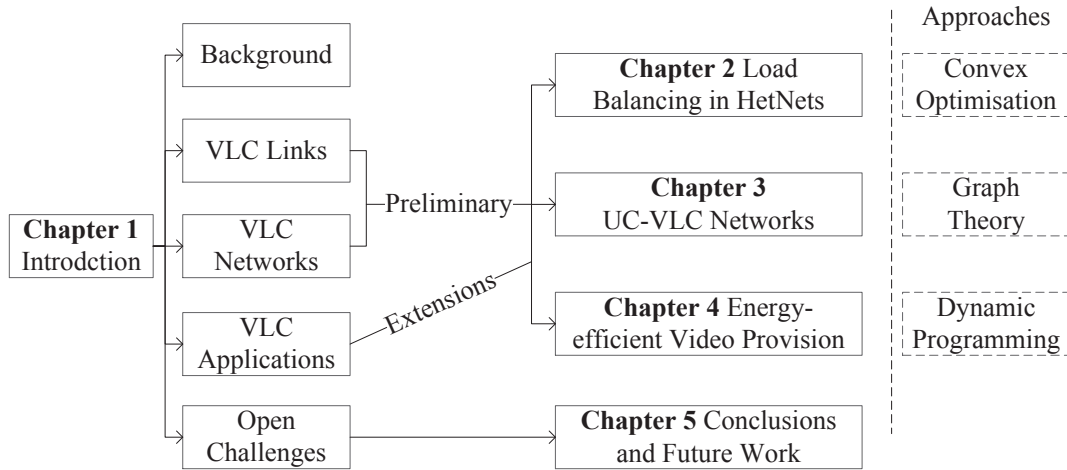 Chapter 1
Introdction
Background
VLC Links
VLC
Networks
VLC
Applications
Open
Challenges
Preliminary
Extensions
Chapter 2 Load
Balancing in HetNets
Chapter 3
UC-VLC Networks
Chapter 4 Energy-
efficient Video Provision
Chapter 5 Conclusions
and Future Work
Approaches
Convex
Optimisation
Graph
Theory
Dynamic
Programming